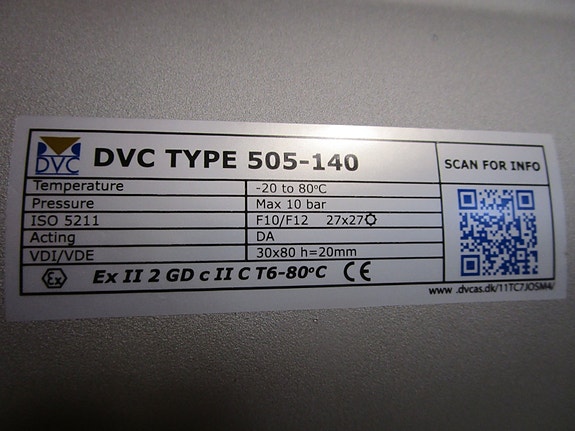 DVC
DVC TYPE 505-140
SCAN FOR INFO
Temperature -20 to 80°C
Pressure Max 10 bar
ISO 5211 F10/F12 27x27
Acting DA
VDI/VDE 30x80 h=20mm
Ex Ex II 2 GD c II C T6-80°C CE
www .dvcas.dk/11TC7JOSM4/